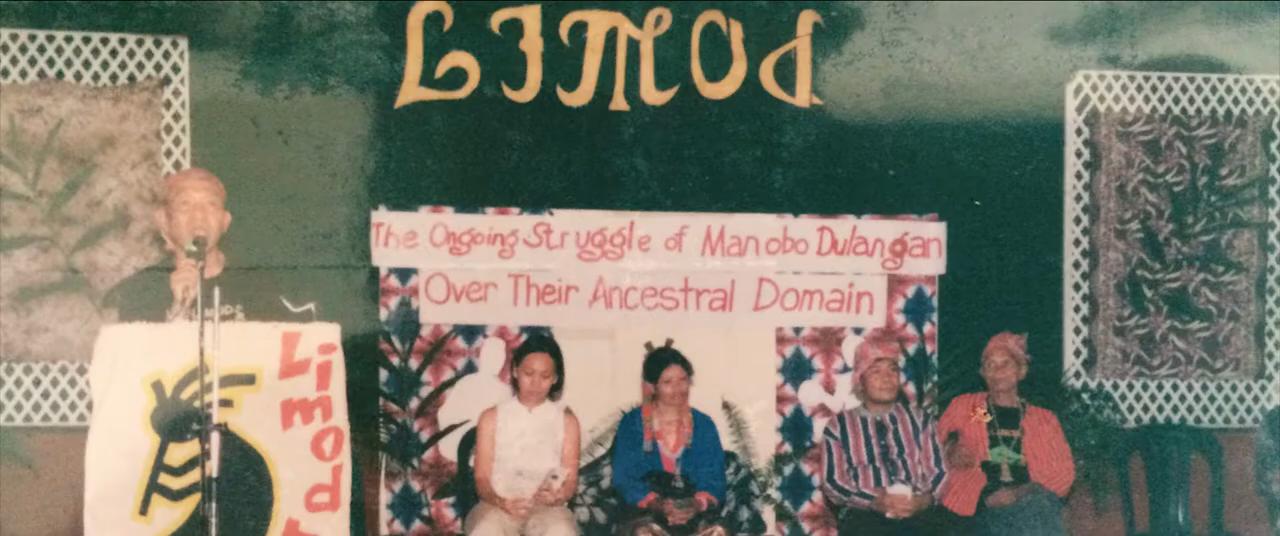 LIMOd
The Ongoing Struggle of Manobo Dulangan
Over Their Ancestral Domain
Limod